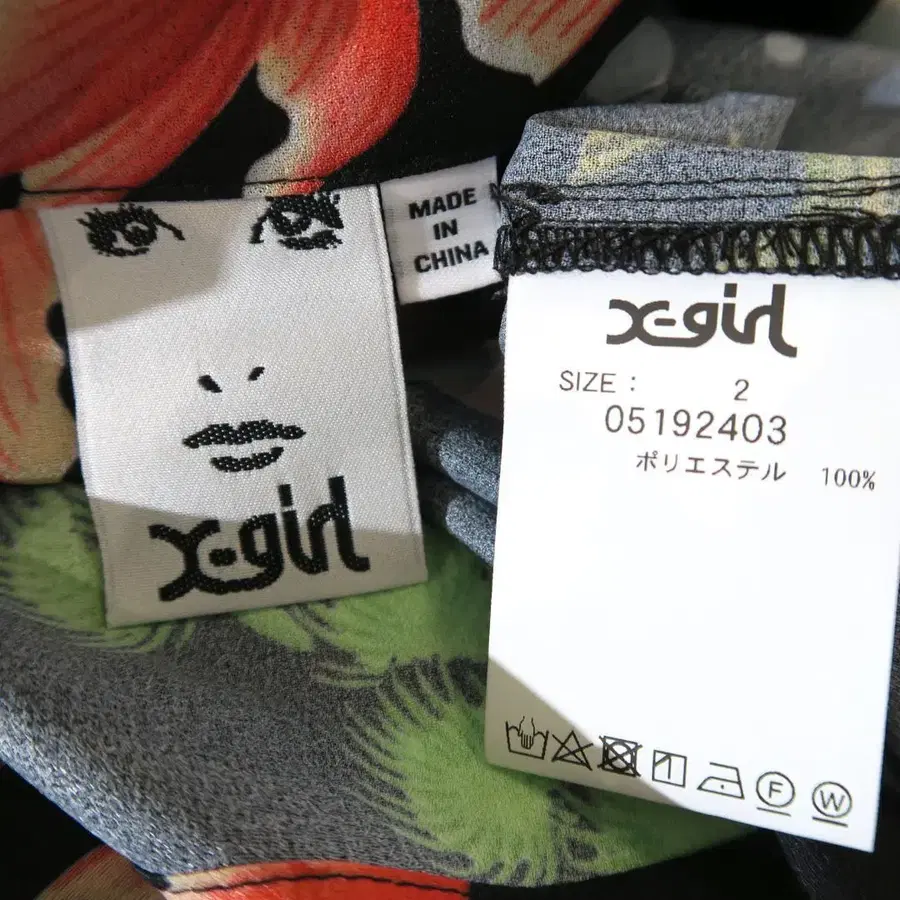 X-girl
MADE
IN
CHINA
X-girl
SIZE : 2
05192403
ポリエステル 100%
F
W